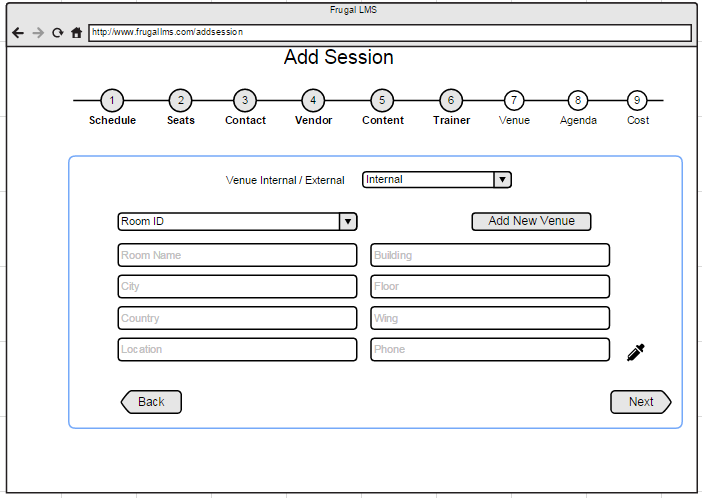 Frugal LMS
http://www.frugallms.com/addsession
Add Session
1 2 3 4 5 6 7 8 9
Schedule Seats Contact Vendor Content Trainer Venue Agenda Cost
Venue Internal / External Internal
Room ID Add New Venue
Room Name Building
City Floor
Country Wing
Location Phone
Back Next